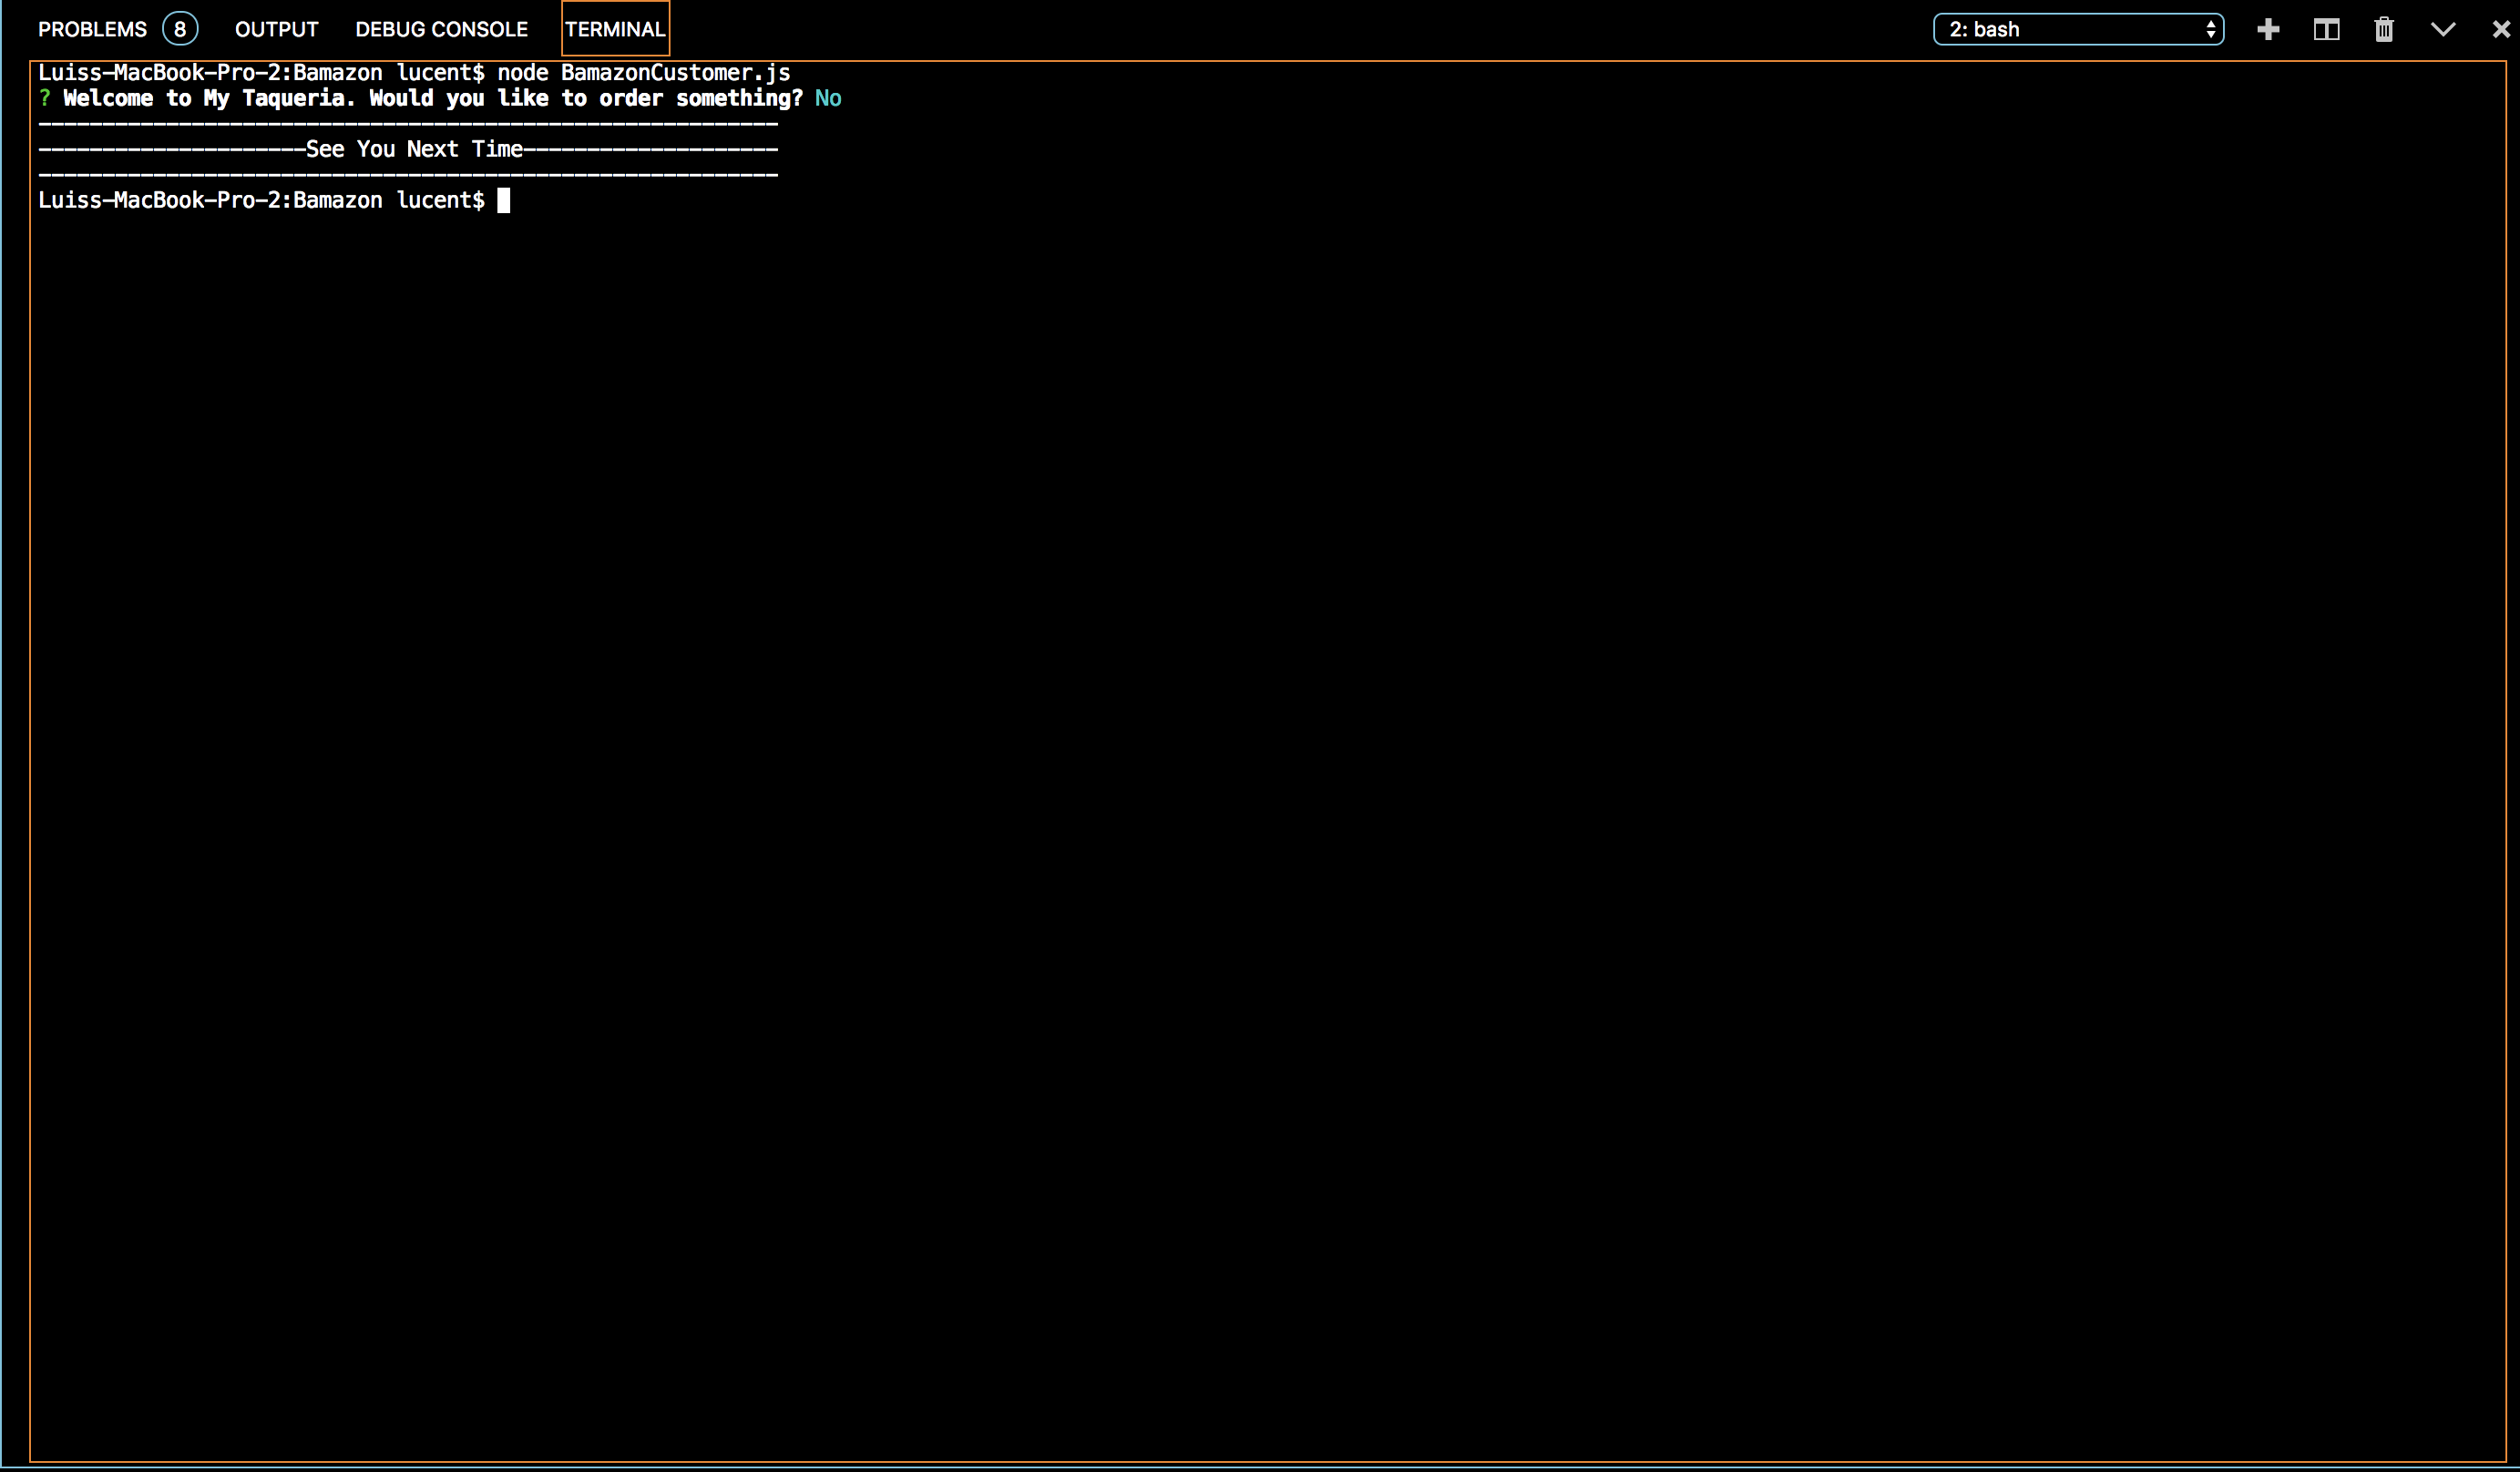 PROBLEMS 8 OUTPUT DEBUG CONSOLE TERMINAL 2: bash
Luiss-MacBook-Pro-2:Bamazon lucent$ node BamazonCustomer.js
? Welcome to My Taqueria. Would you like to order something? No
----------------------------------------------------------
---------------------See You Next Time--------------------
----------------------------------------------------------
Luiss-MacBook-Pro-2:Bamazon lucent$